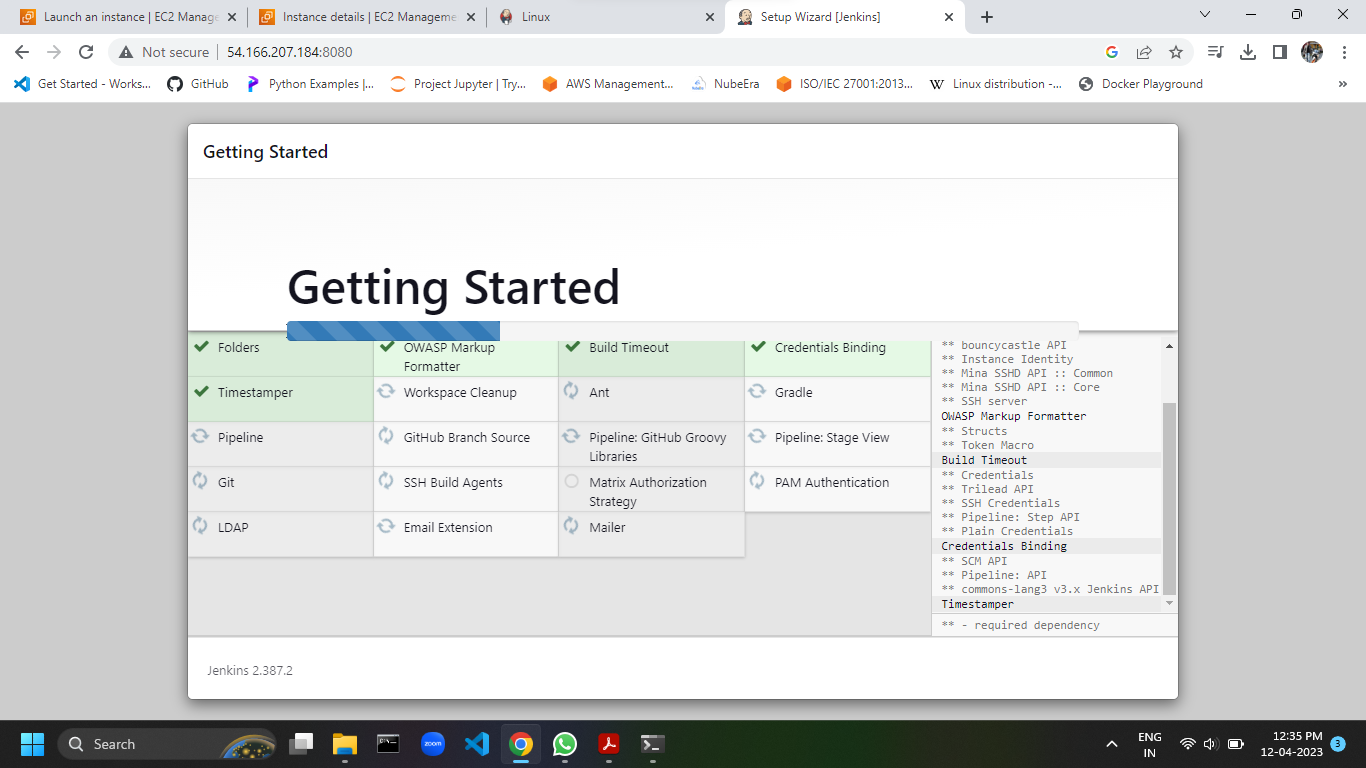 Launch an instance | EC2 Manage
Instance details | EC2 Manageme
Linux
Setup Wizard [Jenkins]
Not secure
54.166.207.184:8080
Get Started - Works...
GitHub
Python Examples |...
Project Jupyter | Try...
AWS Management...
NubeEra
ISO/IEC 27001:2013...
Linux distribution -...
Docker Playground
»
Getting Started
Getting Started
Folders
OWASP Markup
Formatter
Build Timeout
Credentials Binding
Timestamper
Workspace Cleanup
Ant
Gradle
Pipeline
GitHub Branch Source
Pipeline: GitHub Groovy
Libraries
Pipeline: Stage View
Git
SSH Build Agents
Matrix Authorization
Strategy
PAM Authentication
LDAP
Email Extension
Mailer
** bouncycastle API
** Instance Identity
** Mina SSHD API :: Common
** Mina SSHD API :: Core
** SSH server
OWASP Markup Formatter
** Structs
** Token Macro
Build Timeout
** Credentials
** Trilead API
** SSH Credentials
** Pipeline: Step API
** Plain Credentials
Credentials Binding
** SCM API
** Pipeline: API
** commons-lang3 v3.x Jenkins API
Timestamper
** - required dependency
Jenkins 2.387.2
Search
zoom
ENG
IN
12:35 PM
12-04-2023
3